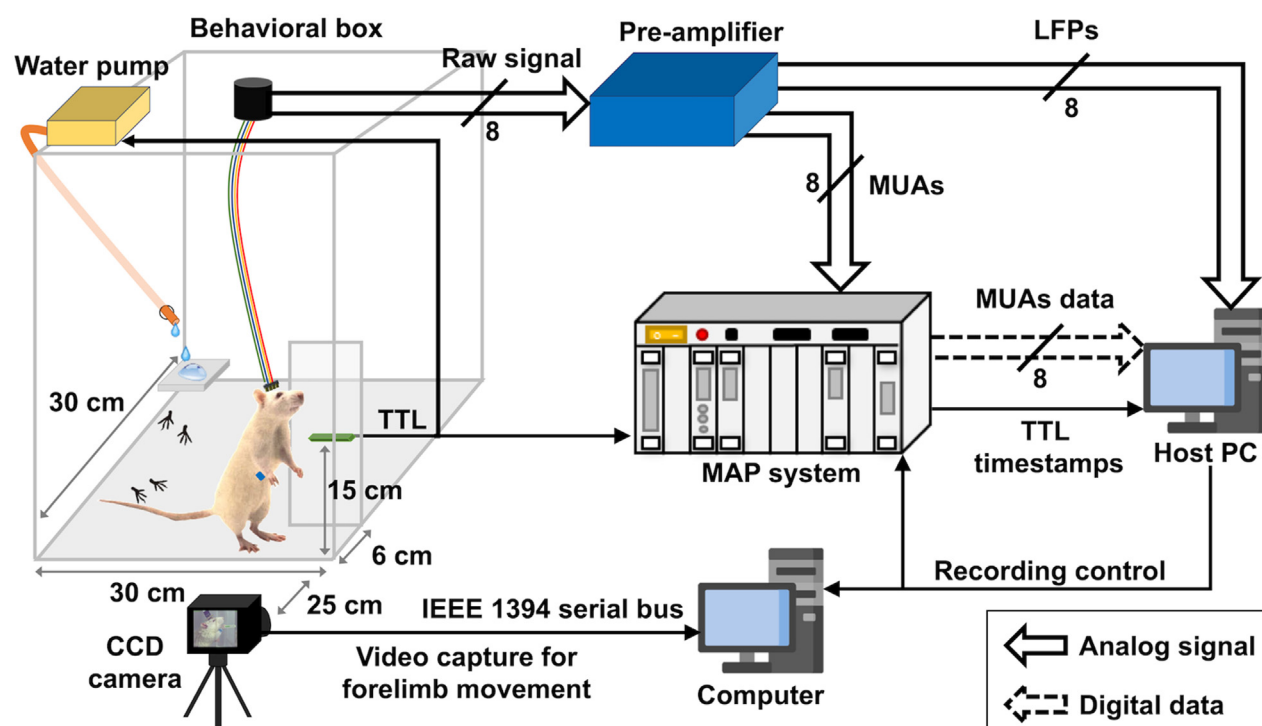 Behavioral box
Pre-amplifier
LFPs
Water pump
Raw signal
8
8
8
MUAs
MUAs data
8
30 cm
TTL
TTL
timestamps
MAP system
Host PC
15 cm
6 cm
30 cm
25 cm
Recording control
IEEE 1394 serial bus
CCD
camera
Video capture for
forelimb movement
Computer
Analog signal
Digital data